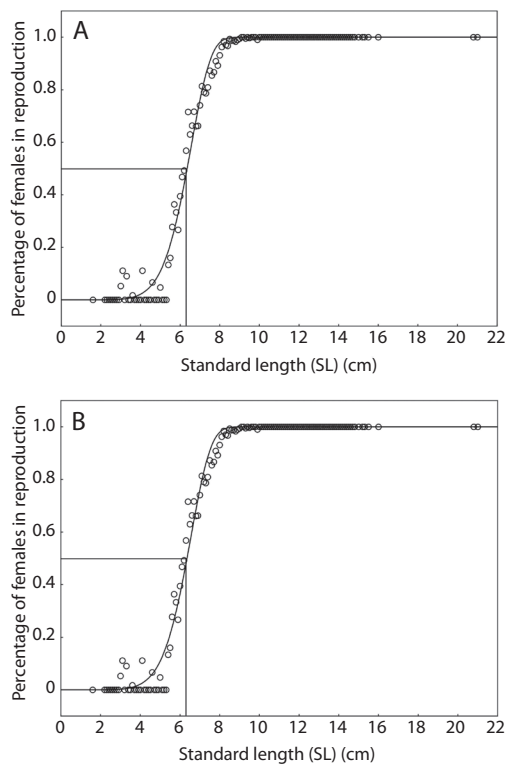 A
Percentage of females in reproduction
1.0
0.8
0.6
0.4
0.2
0
0 2 4 6 8 10 12 14 16 18 20 22
Standard length (SL) (cm)
B
Percentage of females in reproduction
1.0
0.8
0.6
0.4
0.2
0
0 2 4 6 8 10 12 14 16 18 20 22
Standard length (SL) (cm)